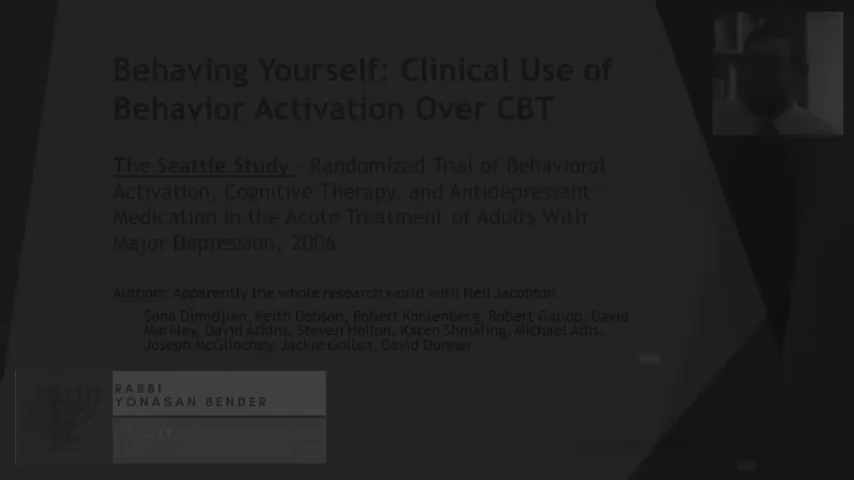 Behaving Yourself: Clinical Use of
Behavior Activation Over CBT
The Seattle Study - Randomized Trial of Behavioral
Activation, Cognitive Therapy, and Antidepressant
Medication in the Acute Treatment of Adults With
Major Depression, 2006
Authors: Apparently the whole research world with Neil Jacobson
Sona Dimidjian, Keith Dobson, Robert Kohlenberg, Robert Gallop, David
Markley, David Atkins, Steven Hollon, Karen Shmaling, Michael Adis,
Joseph McGlinchey, Jackie Gollan, David Dunner
RABBI
YONASAN BENDER